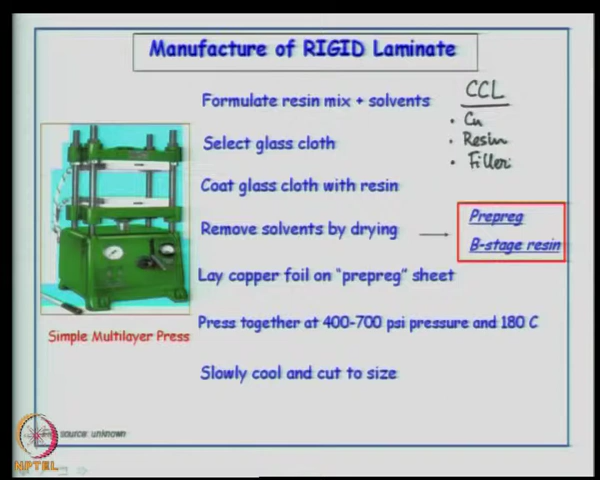 Manufacture of RIGID Laminate
Formulate resin mix + solvents
CCL
• Cu
• Resin
• Filler
Select glass cloth
Coat glass cloth with resin
Remove solvents by drying
Prepreg
B-stage resin
Lay copper foil on "prepreg" sheet
Press together at 400-700 psi pressure and 180 C
Simple Multilayer Press
Slowly cool and cut to size
source: unknown
NPTEL